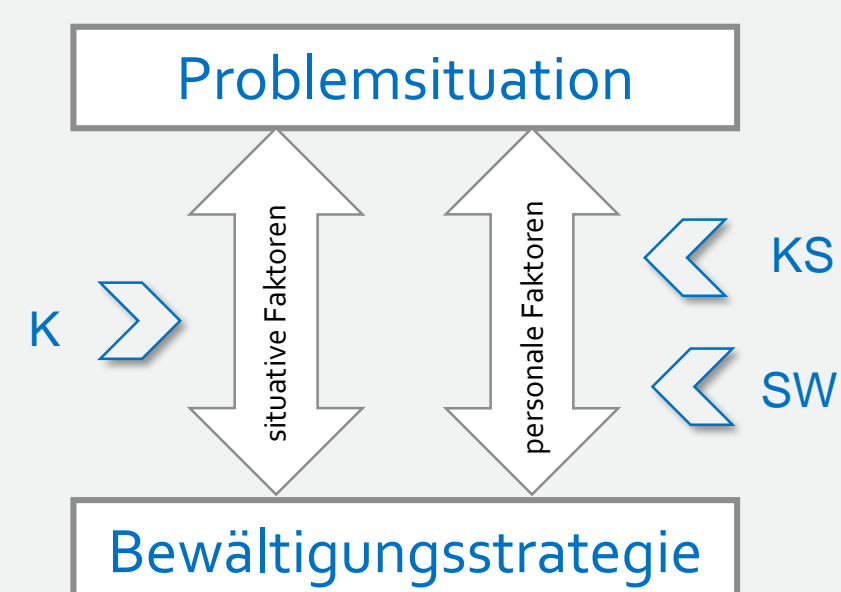 Problemsituation
situative Faktoren
personale Faktoren
KS
K
SW
Bewältigungsstrategie